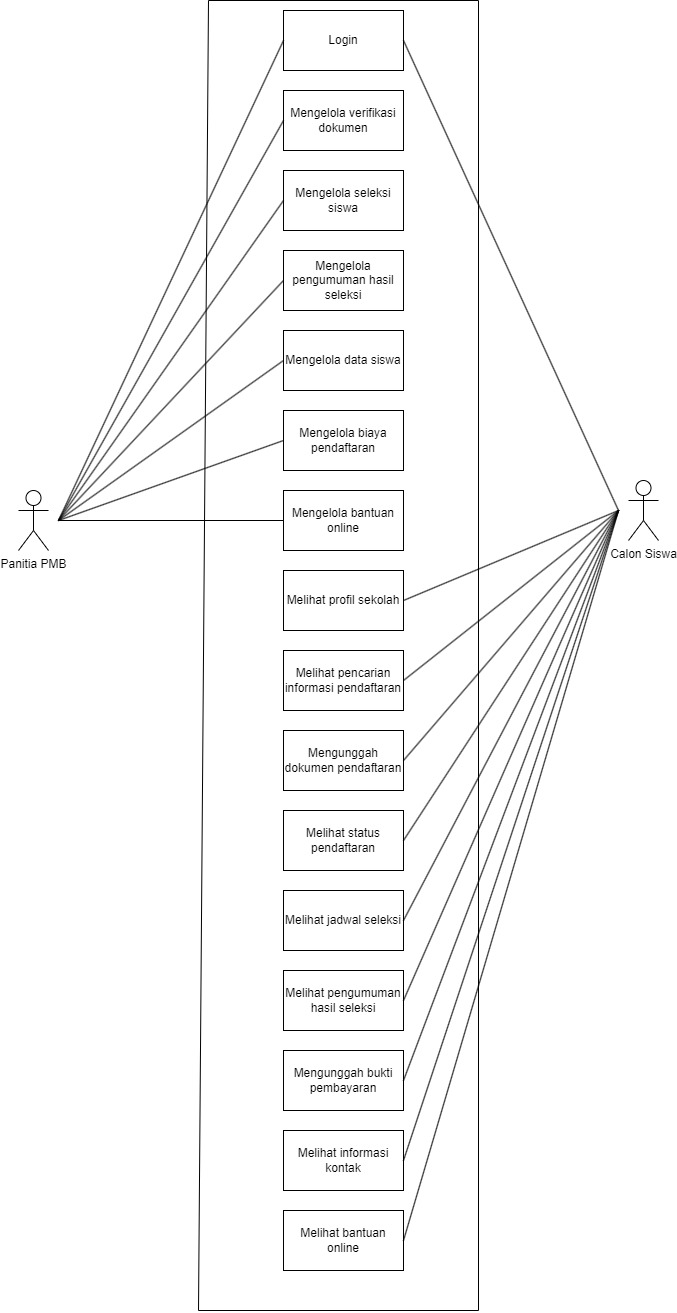 Login
Mengelola verifikasi
dokumen
Mengelola seleksi
siswa
Mengelola
pengumuman hasil
seleksi
Mengelola data siswa
Mengelola biaya
pendaftaran
Mengelola bantuan
online
Panitia PMB
Calon Siswa
Melihat profil sekolah
Melihat pencarian
informasi pendaftaran
Mengunggah
dokumen pendaftaran
Melihat status
pendaftaran
Melihat jadwal seleksi
Melihat pengumuman
hasil seleksi
Mengunggah bukti
pembayaran
Melihat informasi
kontak
Melihat bantuan
online